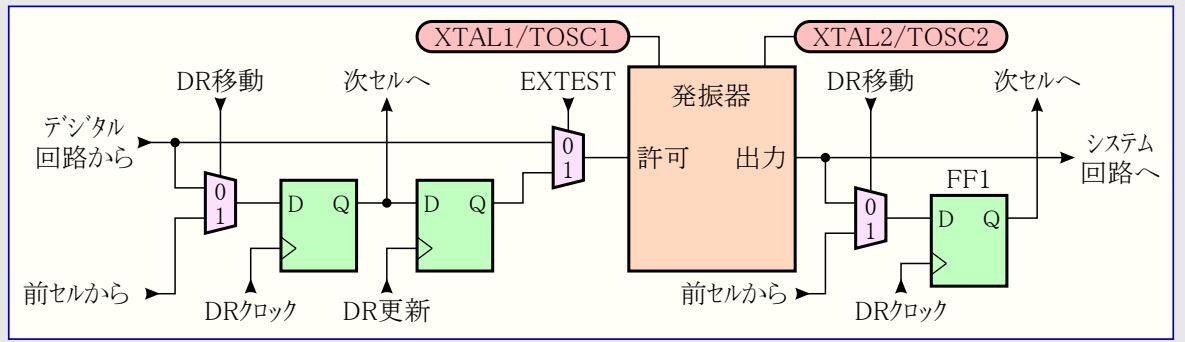 XTAL1/TOSC1
XTAL2/TOSC2
DR移動
次セルへ
EXTEST
発振器
DR移動
次セルへ
デジタル
回路から
0
1
許可
出力
システム
回路へ
0
1
D
Q
D
Q
0
1
FF1
D
Q
前セルから
DRクロック
DR更新
前セルから
DRクロック